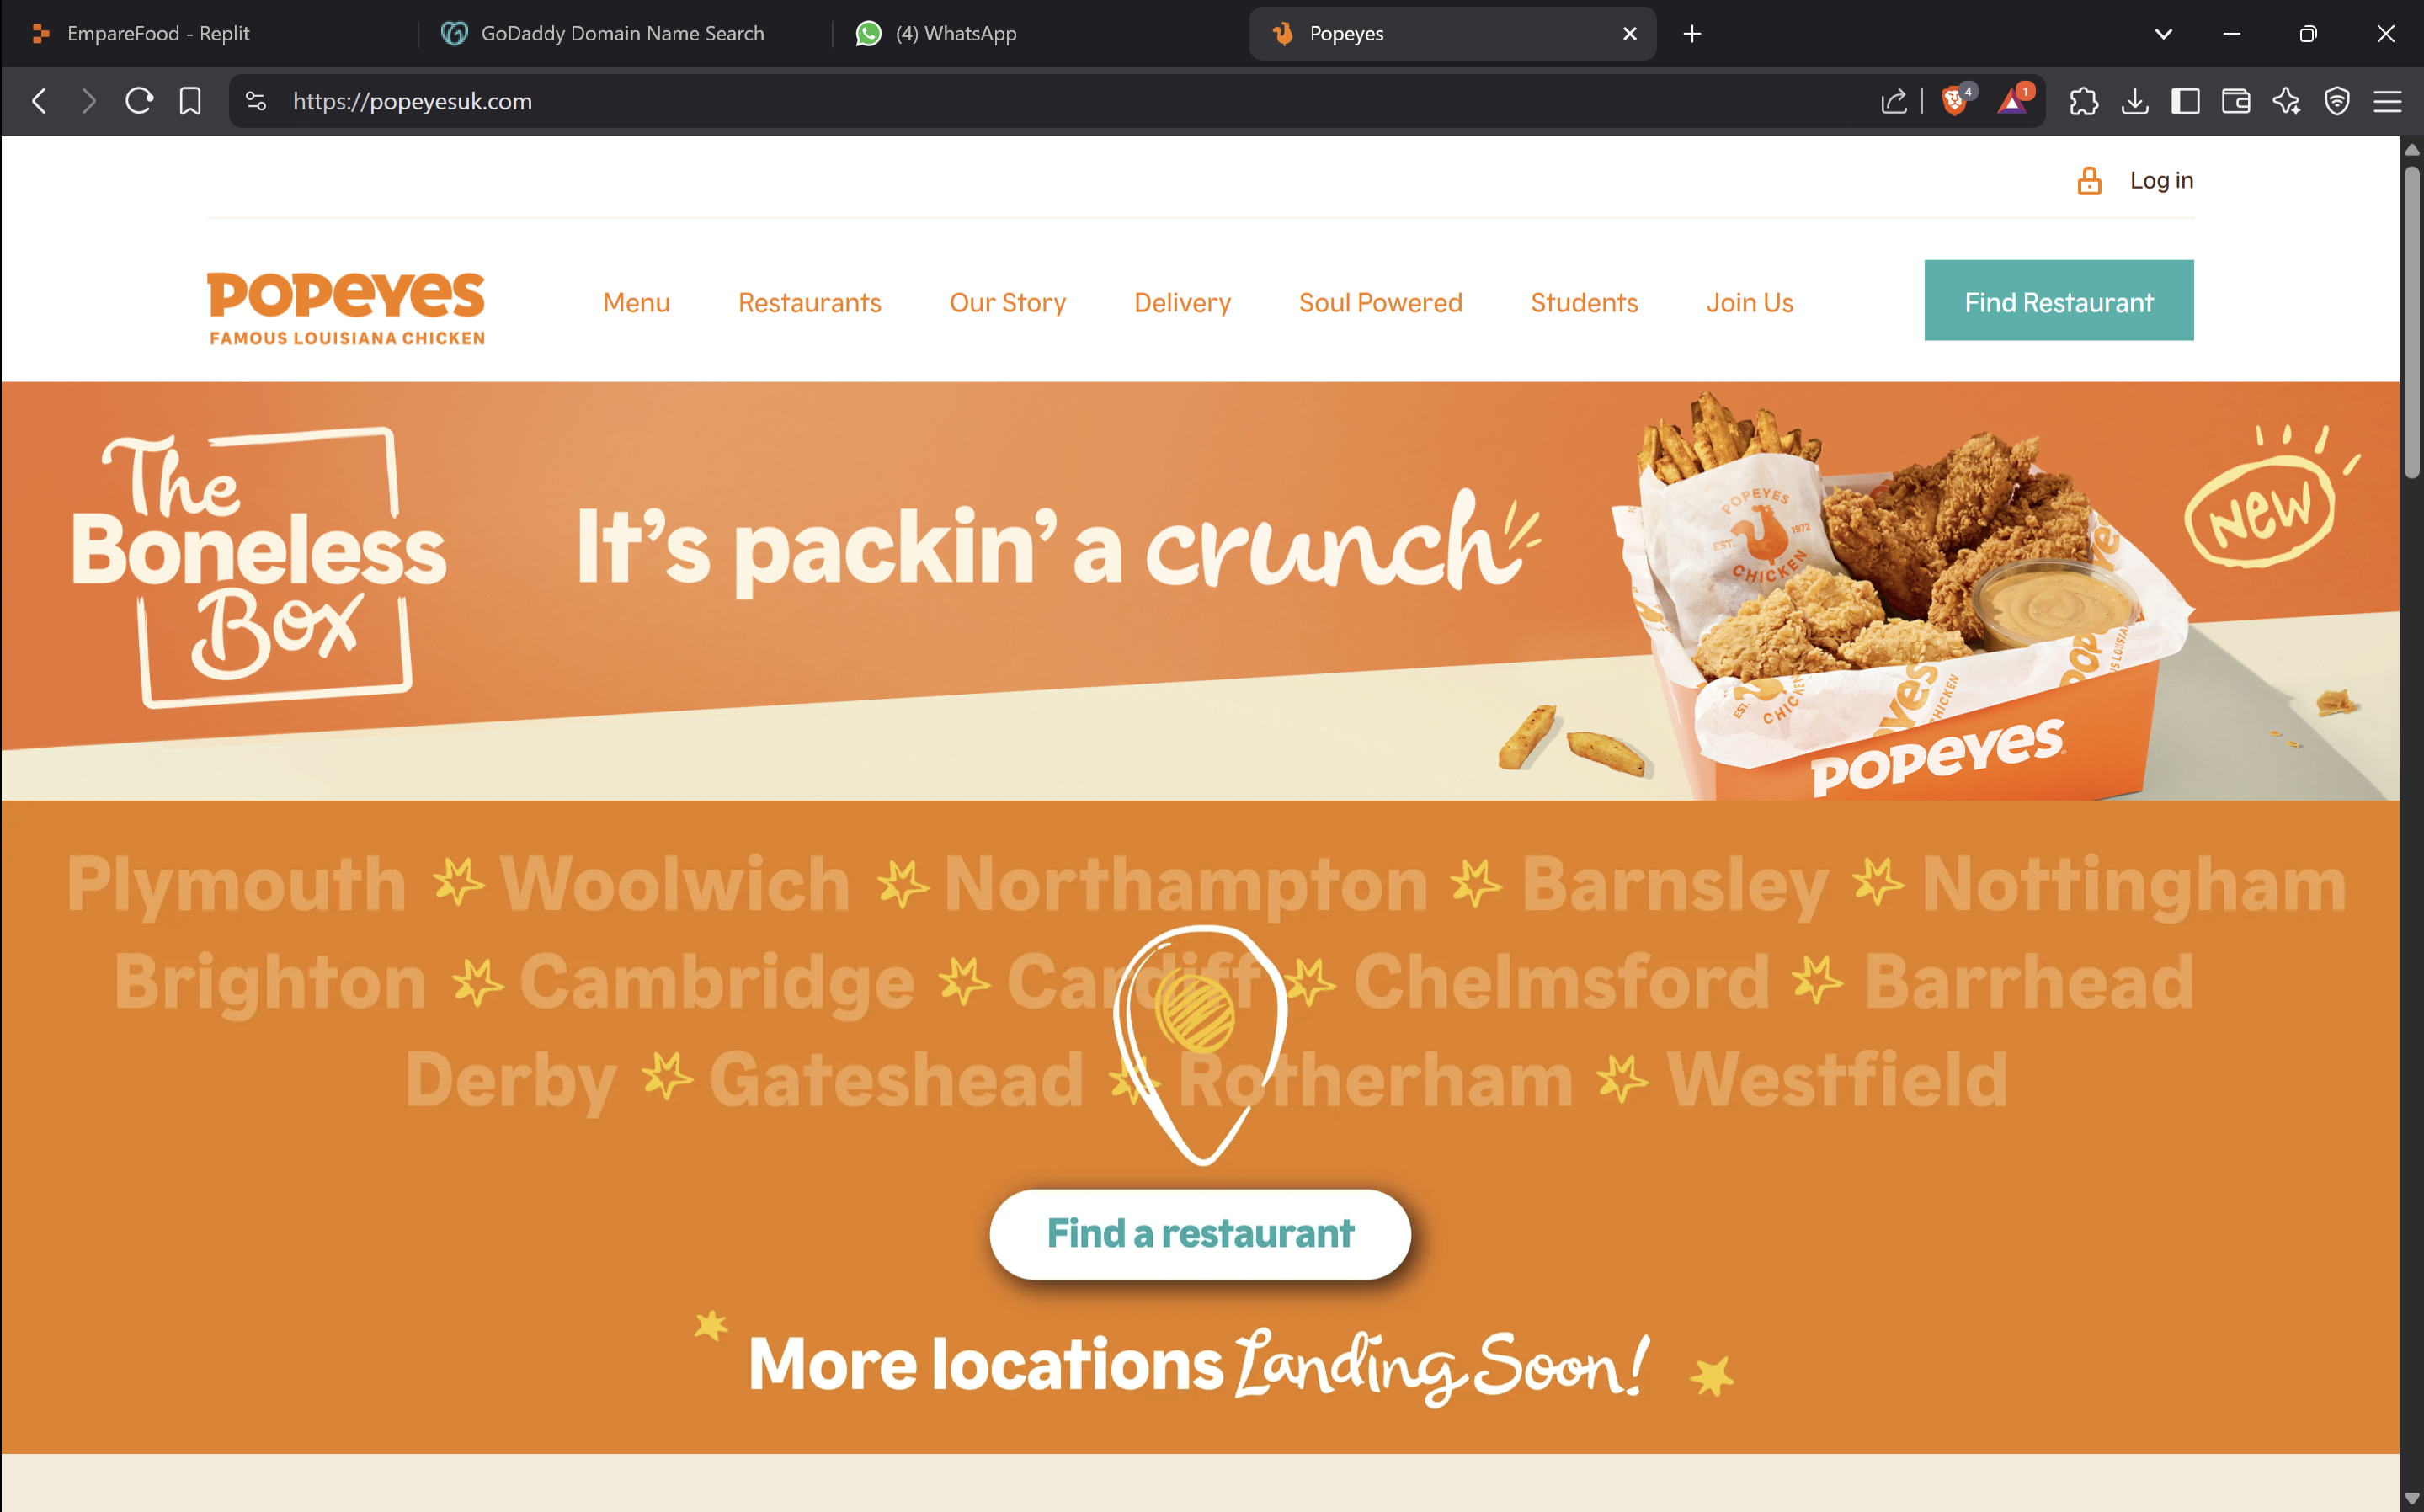 EmpareFood - Replit
GoDaddy Domain Name Search
(4) WhatsApp
Popeyes
https://popeyesuk.com
4
1
Log in
POPEYES
FAMOUS LOUISIANA CHICKEN
Menu
Restaurants
Our Story
Delivery
Soul Powered
Students
Join Us
Find Restaurant
The
Boneless
Box
It's packin' a crunch
NEW
POPEYES
EST. 1972
CHICKEN
POPEYES
Plymouth Woolwich Northampton Barnsley Nottingham
Brighton Cambridge Cardiff Chelmsford Barrhead
Derby Gateshead Rotherham Westfield
Find a restaurant
More locations Landing Soon!